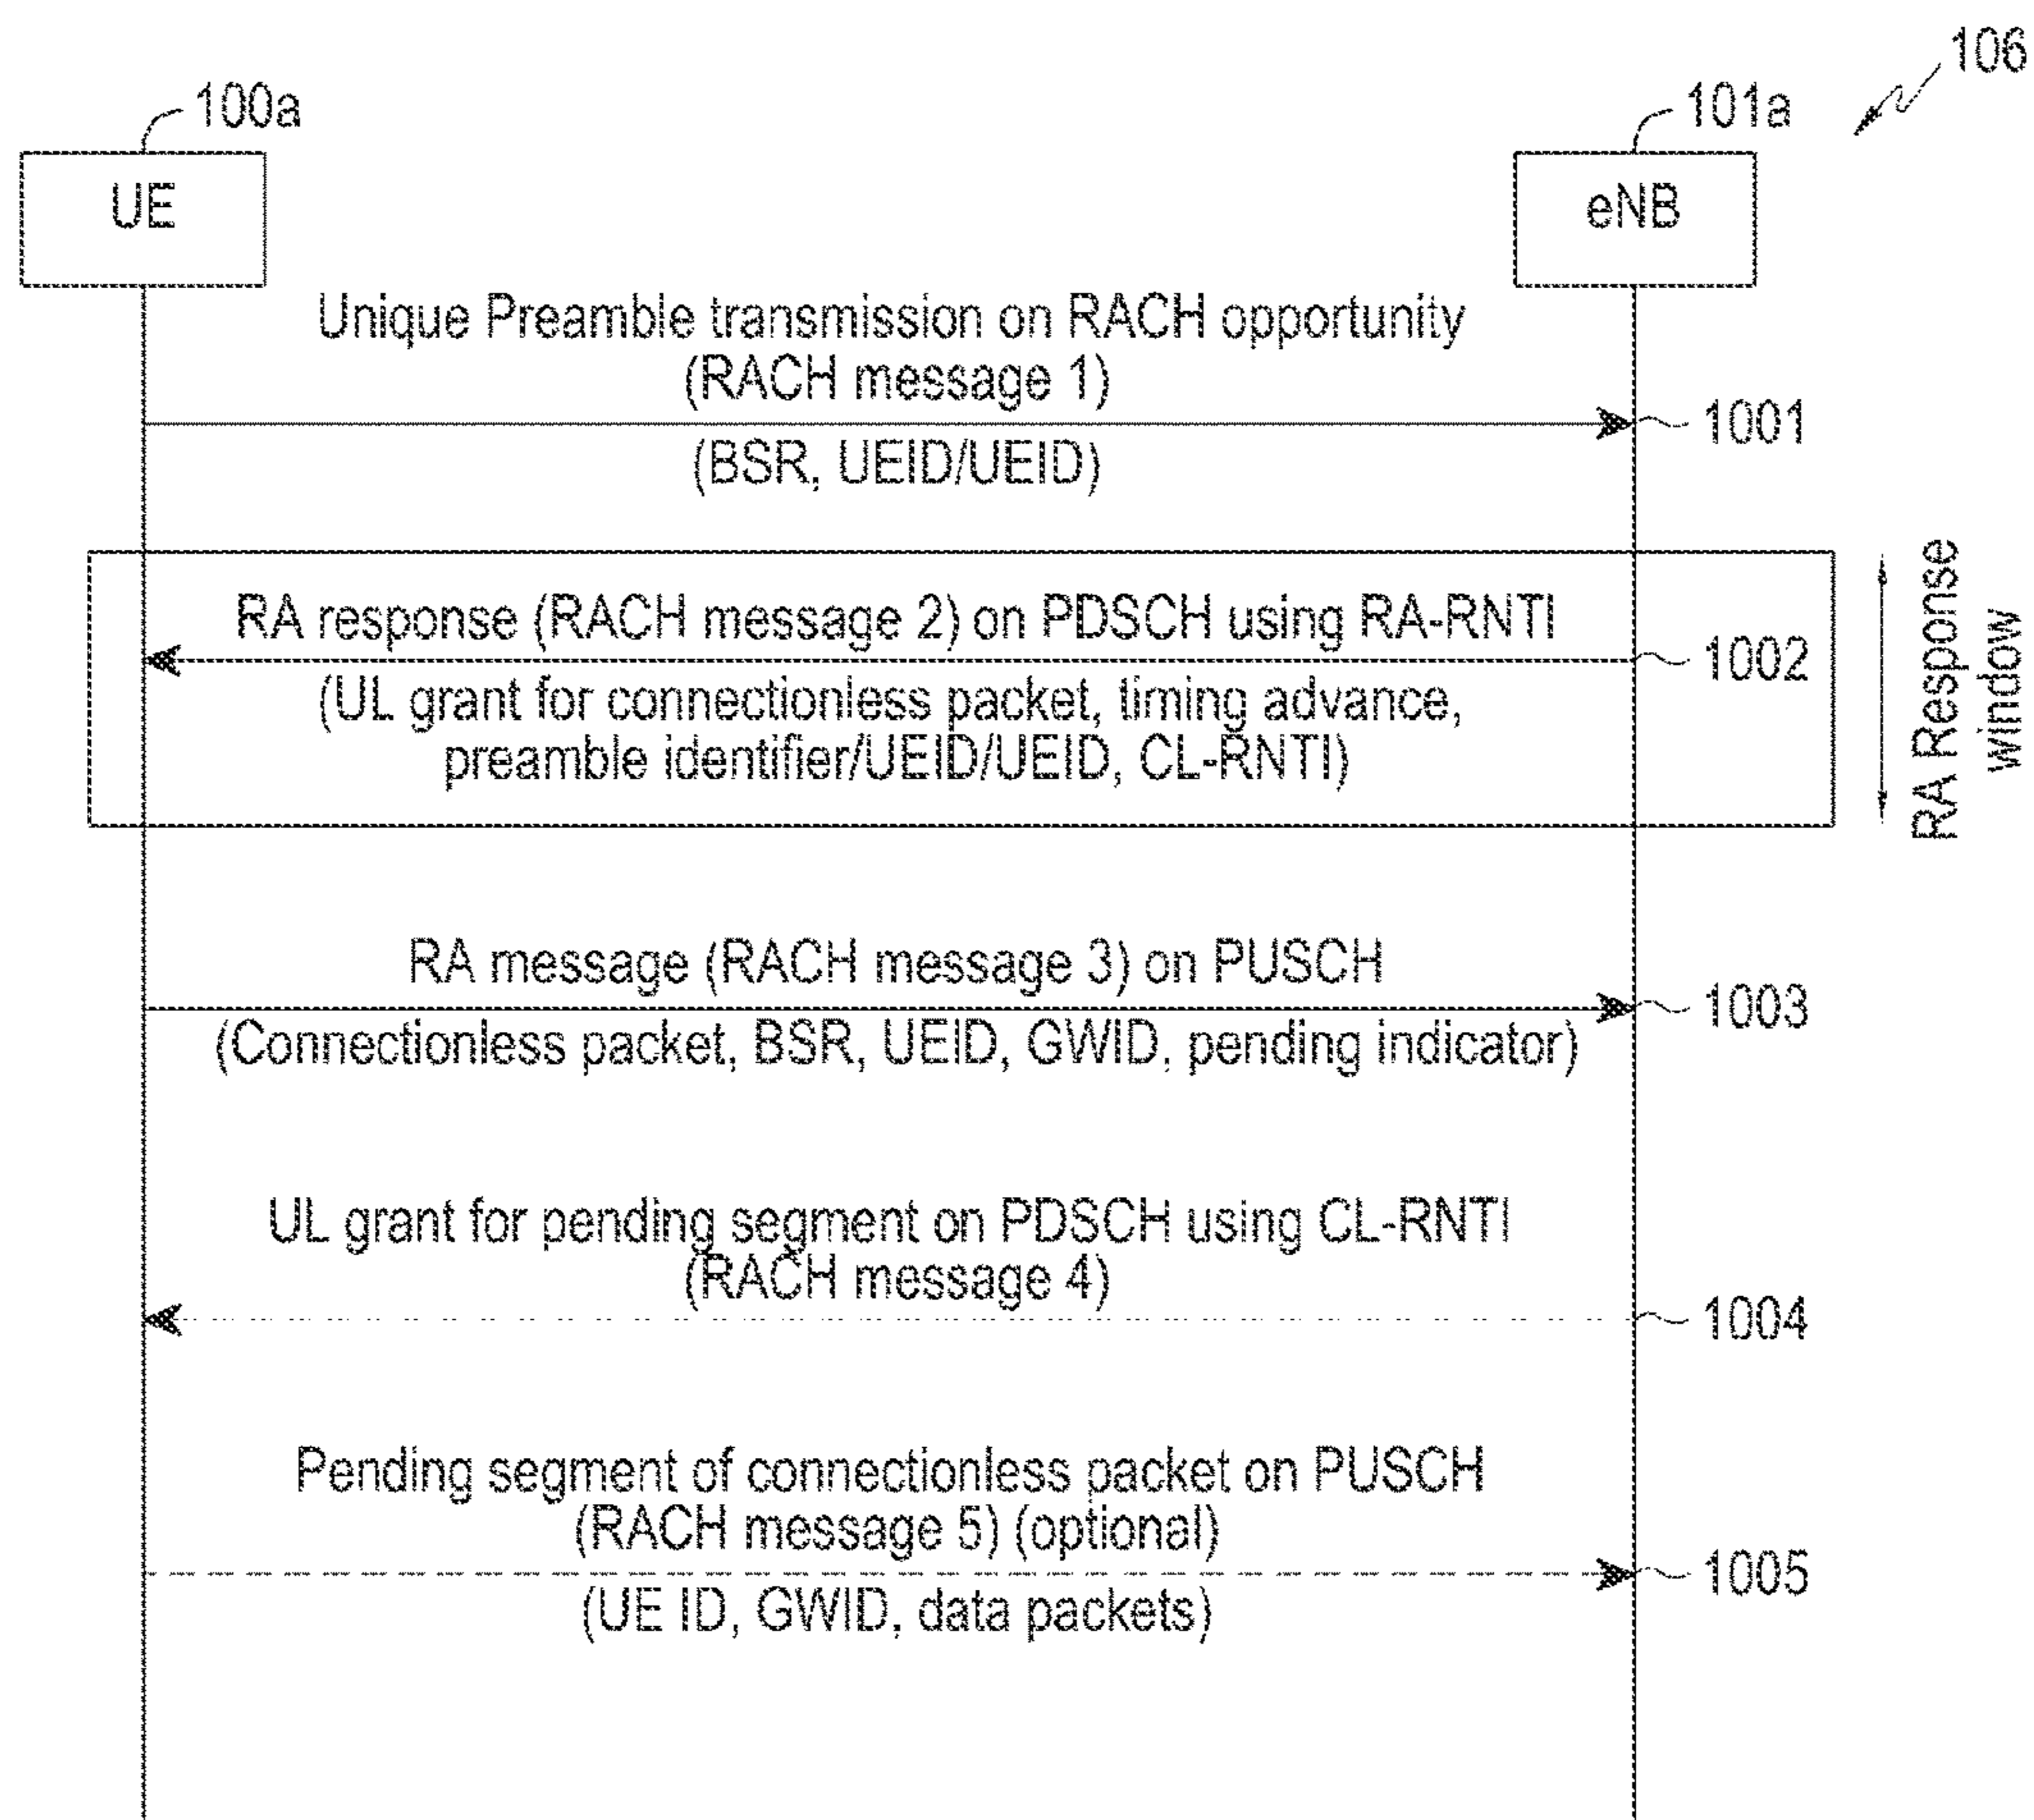 106
100a
101a
UE
eNB
Unique Preamble transmission on RACH opportunity
(RACH message 1)
1001
(BSR, UEID/UEID)
RA response (RACH message 2) on PDSCH using RA-RNTI
1002
(UL grant for connectionless packet, timing advance,
preamble identifier/UEID/UEID, CL-RNTI)
RA Response
window
RA message (RACH message 3) on PUSCH
1003
(Connectionless packet, BSR, UEID, GWID, pending indicator)
UL grant for pending segment on PDSCH using CL-RNTI
(RACH message 4)
1004
Pending segment of connectionless packet on PUSCH
(RACH message 5) (optional)
1005
(UE ID, GWID, data packets)